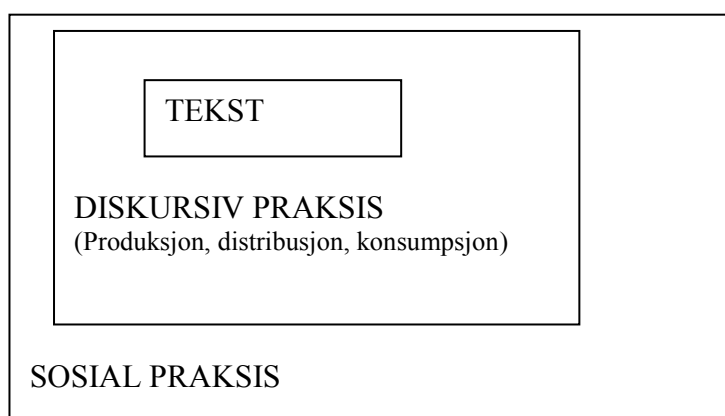 TEKST
DISKURSIV PRAKSIS
(Produksjon, distribusjon, konsumpsjon)
SOSIAL PRAKSIS